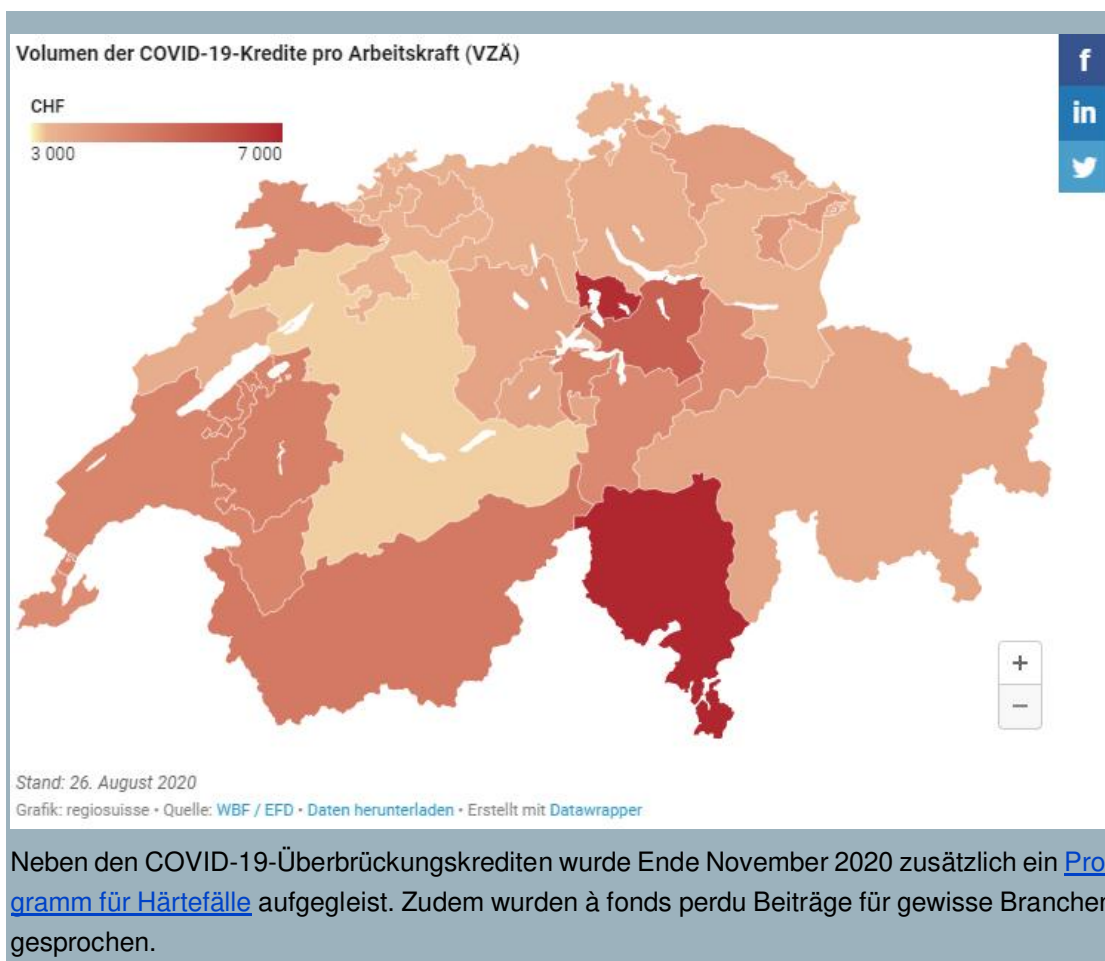 Volumen der COVID-19-Kredite pro Arbeitskraft (VZÄ)
f
CHF
in
3 000 7 000
+
−
Stand: 26. August 2020
Grafik: regiosuisse • Quelle: WBF / EFD • Daten herunterladen • Erstellt mit Datawrapper
Neben den COVID-19-Überbrückungskrediten wurde Ende November 2020 zusätzlich ein Pro
gramm für Härtefälle aufgegleist. Zudem wurden à fonds perdu Beiträge für gewisse Branchen
gesprochen.